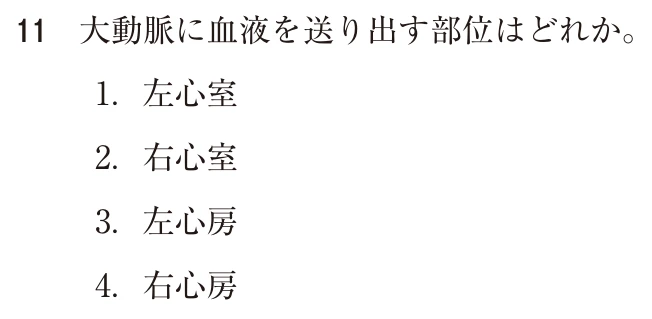 11 大動脈に血液を送り出す部位はどれか。
1. 左心室
2. 右心室
3. 左心房
4. 右心房